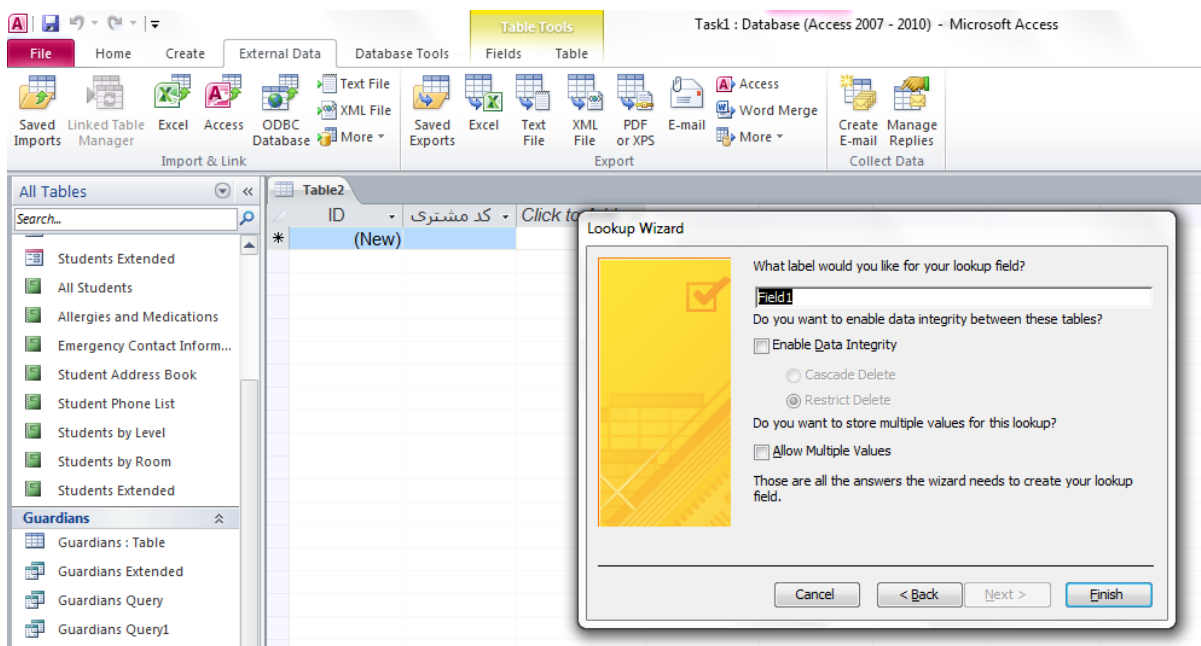 Table Tools
Task1 : Database (Access 2007 - 2010) - Microsoft Access
File Home Create External Data Database Tools Fields Table
Saved Imports
Linked Table Manager
Excel
Access
ODBC Database
Text File
XML File
More
Import & Link
Saved Exports
Excel
Text File
XML File
PDF or XPS
E-mail
Access
Word Merge
More
Export
Create E-mail
Manage Replies
Collect Data
All Tables
Search...
Students Extended
All Students
Allergies and Medications
Emergency Contact Inform...
Student Address Book
Student Phone List
Students by Level
Students by Room
Students Extended
Guardians
Guardians : Table
Guardians Extended
Guardians Query
Guardians Query1
Table2
ID
کد مشتری
Click to
(New)
Lookup Wizard
What label would you like for your lookup field?
Field1
Do you want to enable data integrity between these tables?
Enable Data Integrity
Cascade Delete
Restrict Delete
Do you want to store multiple values for this lookup?
Allow Multiple Values
Those are all the answers the wizard needs to create your lookup
field.
Cancel
< Back
Next >
Finish